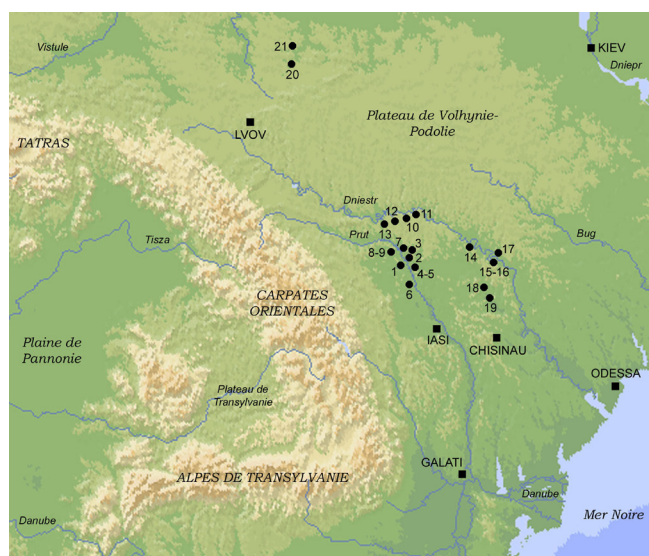 Vistule
21
20
KIEV
Dniepr
LVOV
Plateau de Volhynie-
Podolie
TATRAS
Dniestr
12
11
10
13
Prut
7
3
8-9
2
1
4-5
6
14
17
15-16
18
19
Bug
Tisza
CARPATES
ORIENTALES
Plaine de
Pannonie
IASI
CHISINAU
ODESSA
Plateau de
Transylvanie
GALATI
ALPES DE TRANSYLVANIE
Danube
Danube
Mer Noire